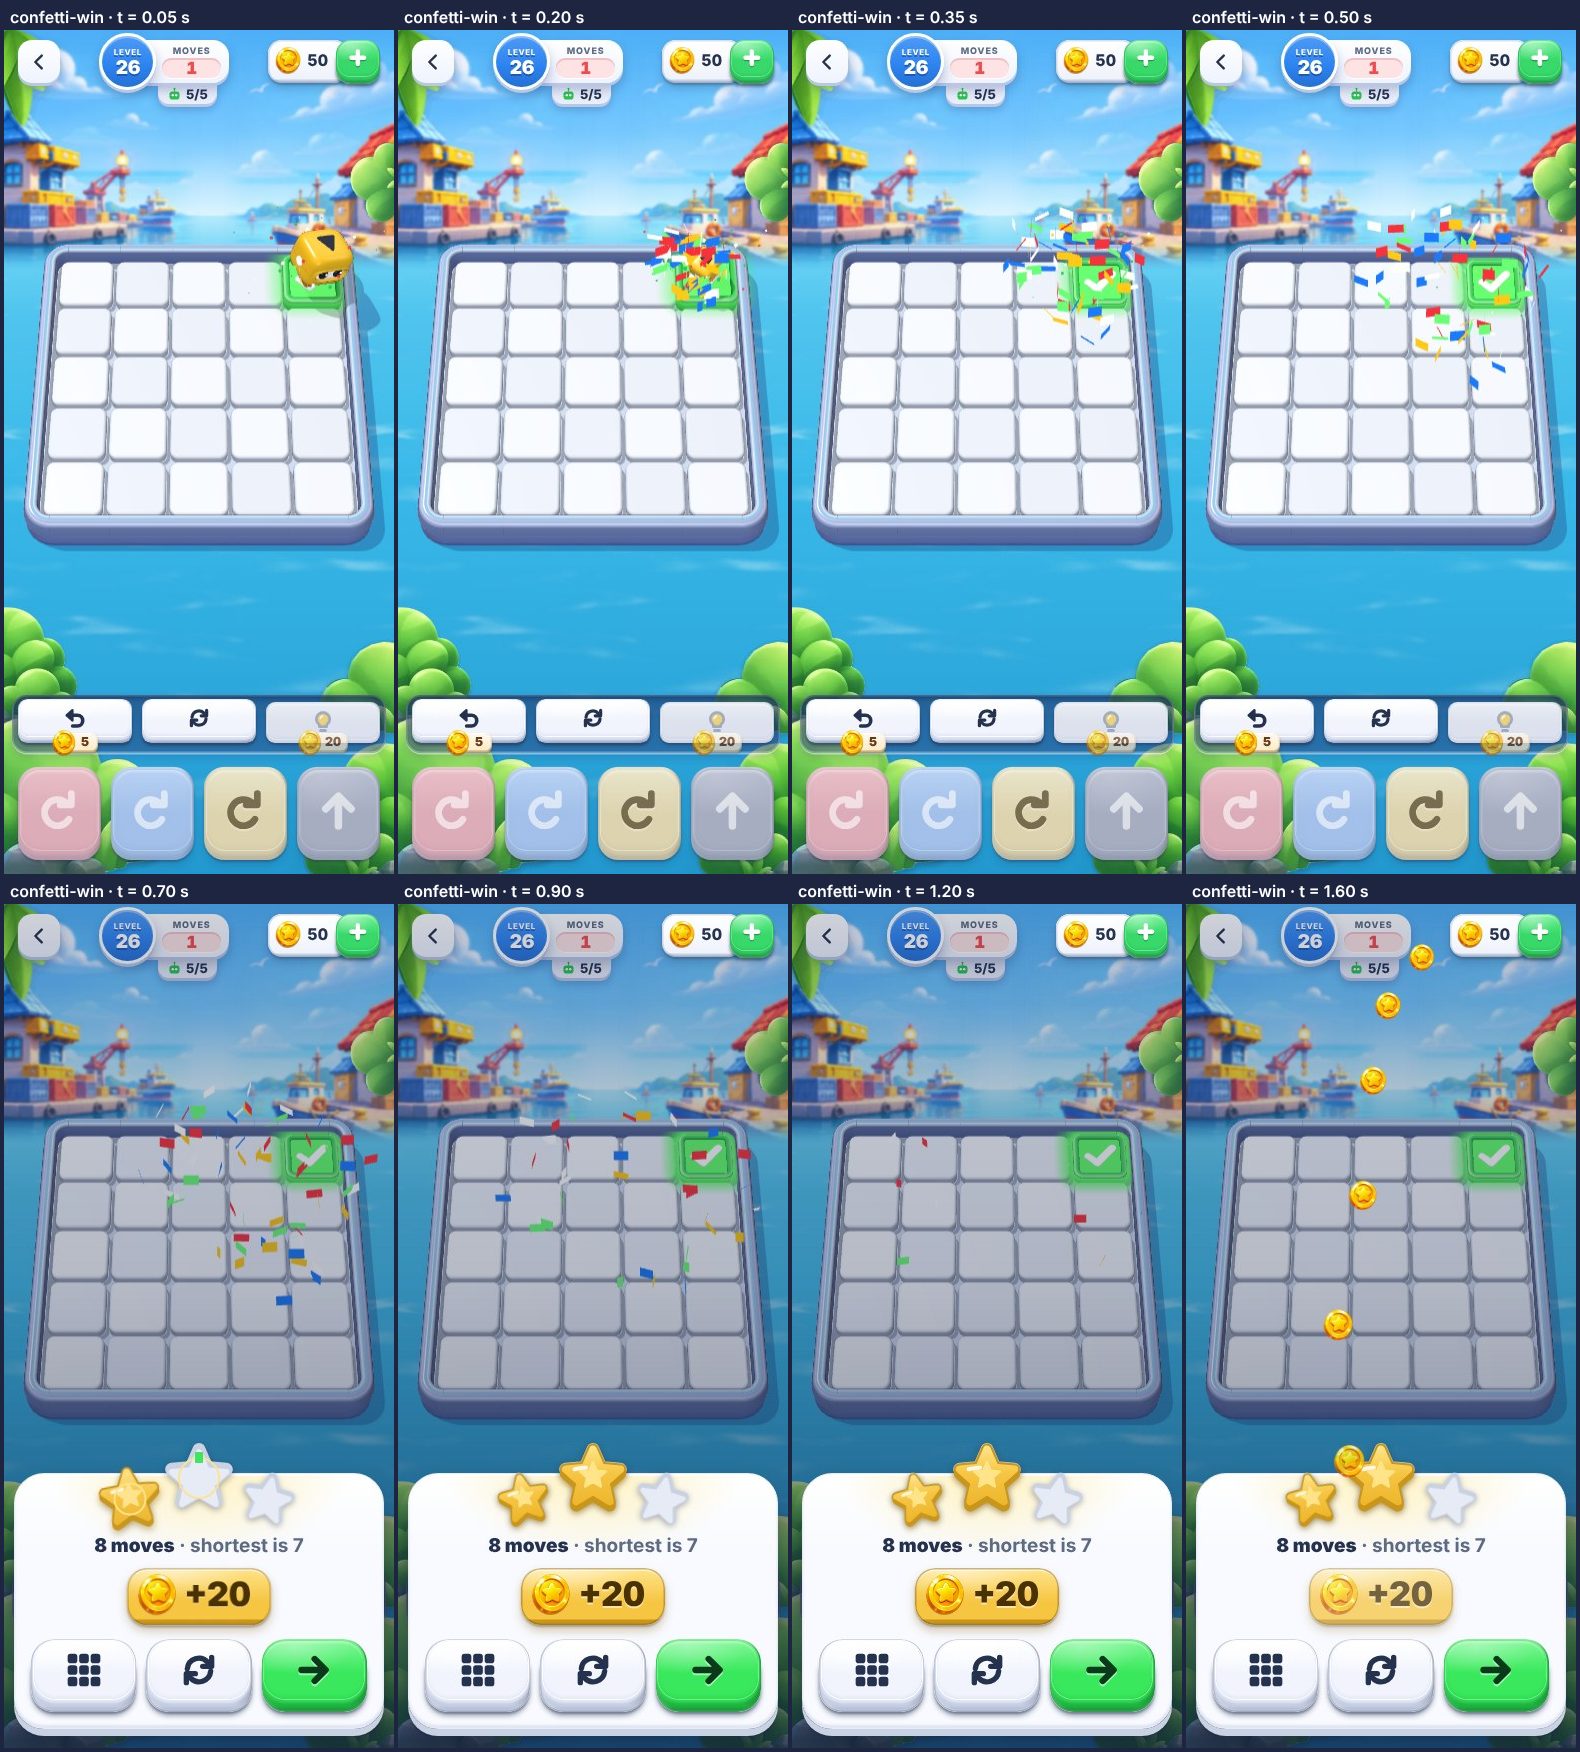 confetti-win · t = 0.05 s
LEVEL
26
MOVES
1
5/5
50
5
20
confetti-win · t = 0.20 s
LEVEL
26
MOVES
1
5/5
50
5
20
confetti-win · t = 0.35 s
LEVEL
26
MOVES
1
5/5
50
5
20
confetti-win · t = 0.50 s
LEVEL
26
MOVES
1
5/5
50
5
20
confetti-win · t = 0.70 s
LEVEL
26
MOVES
1
5/5
50
8 moves · shortest is 7
+20
confetti-win · t = 0.90 s
LEVEL
26
MOVES
1
5/5
50
8 moves · shortest is 7
+20
confetti-win · t = 1.20 s
LEVEL
26
MOVES
1
5/5
50
8 moves · shortest is 7
+20
confetti-win · t = 1.60 s
LEVEL
26
MOVES
1
5/5
50
8 moves · shortest is 7
+20